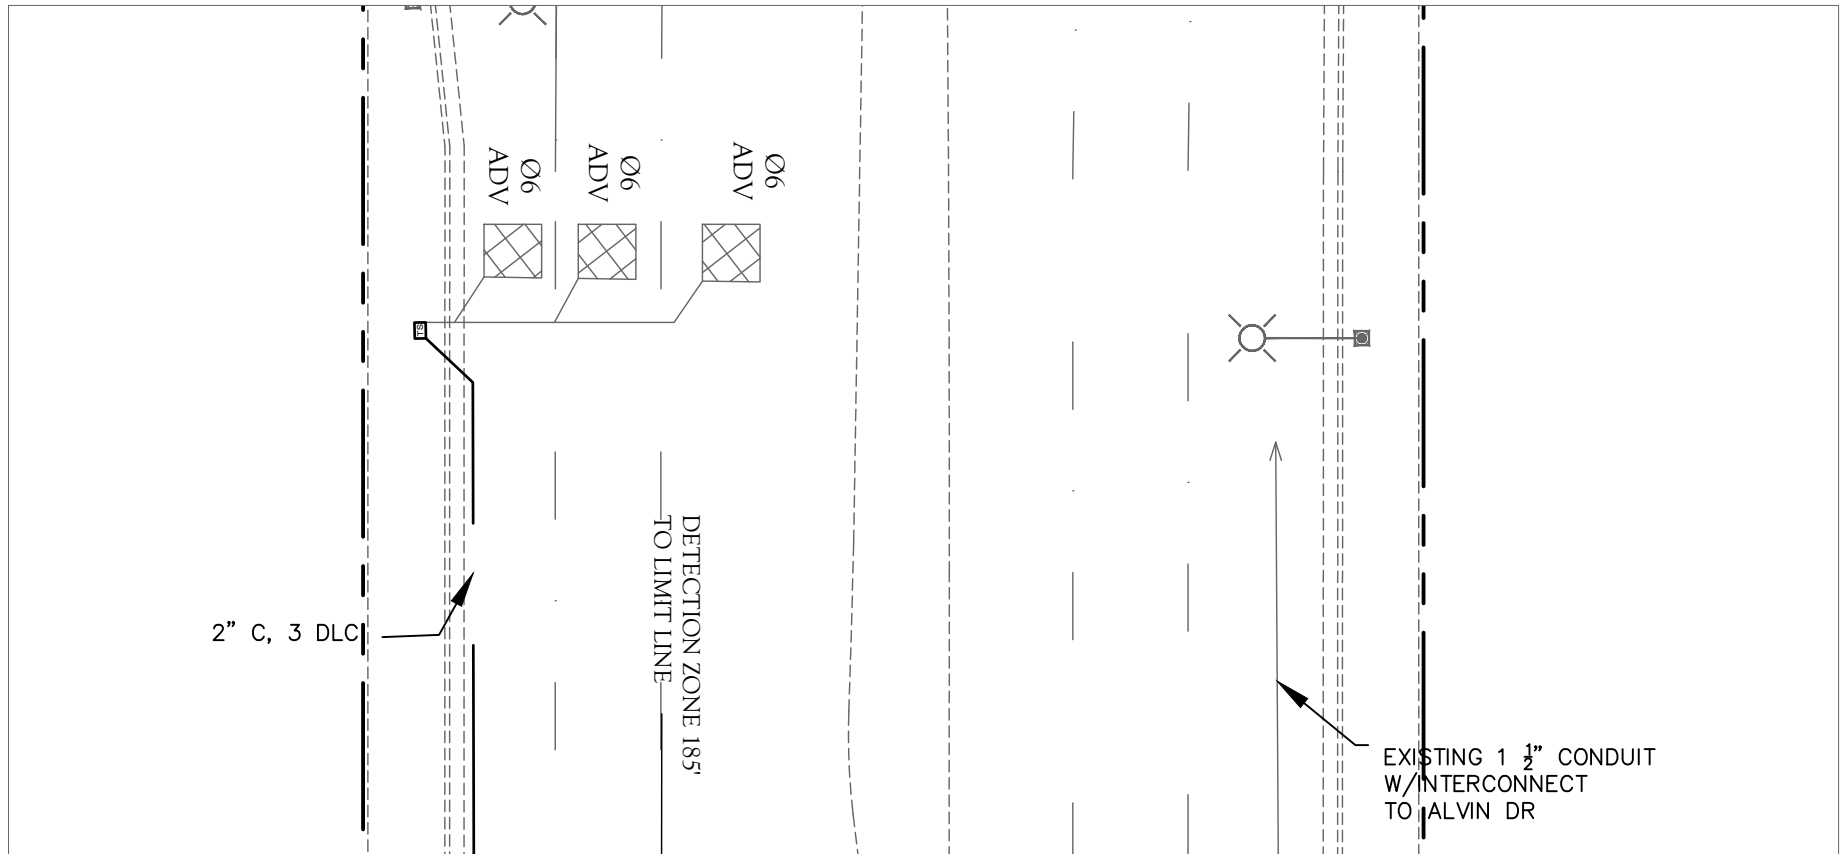 Ø6
ADV
Ø6
ADV
Ø6
ADV
TS
DETECTION ZONE 185'
TO LIMIT LINE
2” C, 3 DLC
EXISTING 1 ½” CONDUIT
W/INTERCONNECT
TO ALVIN DR